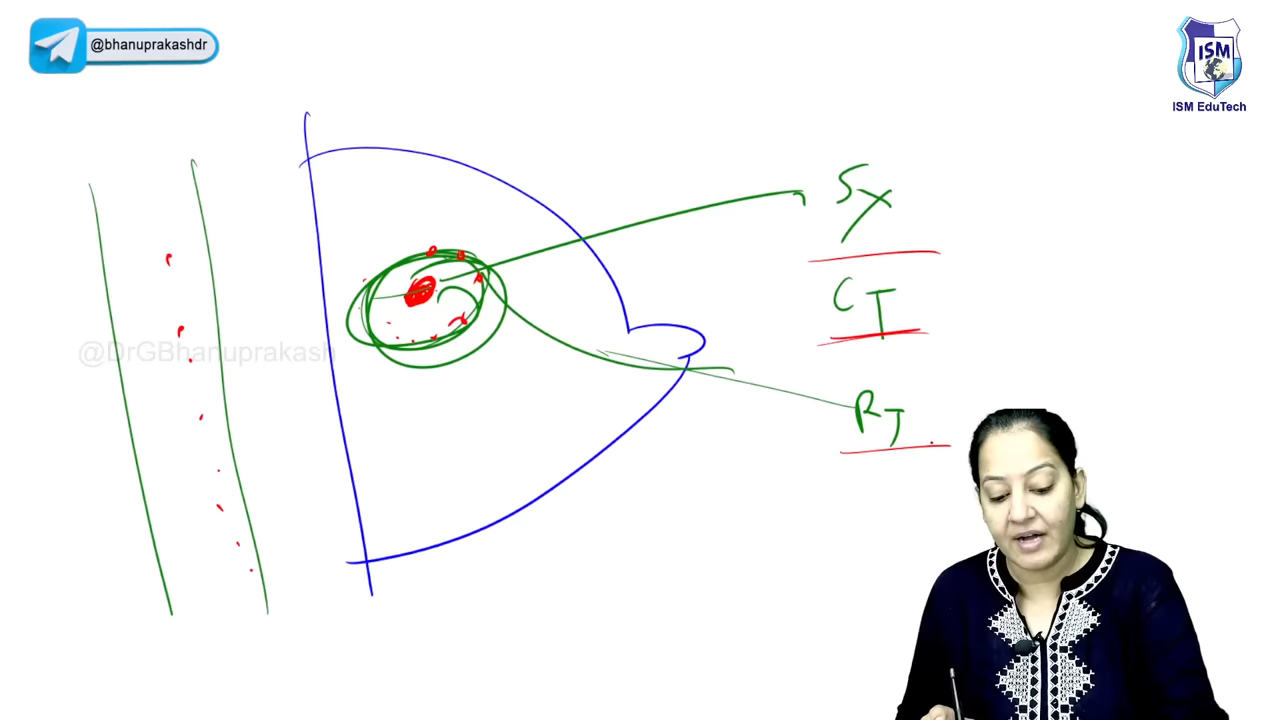 @bhanuprakashdr
ISM
ISM EduTech
Sx
CT
@DrGBhanuprakash
RT